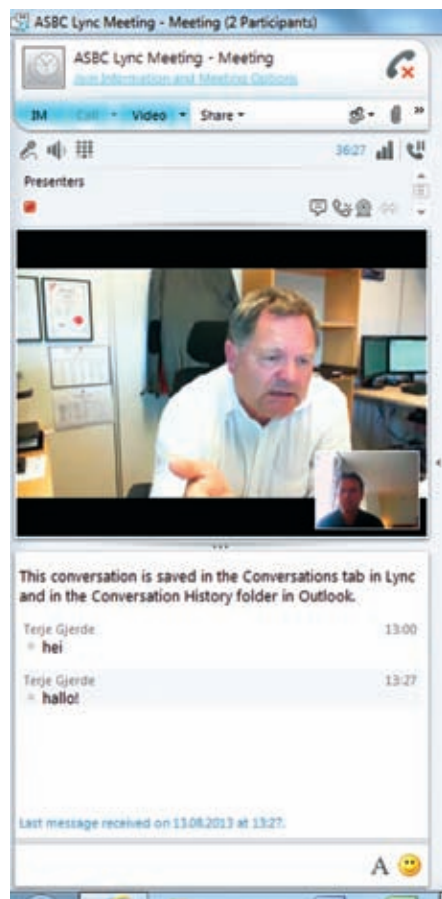 ASBC Lync Meeting - Meeting (2 Participants)
ASBC Lync Meeting - Meeting
Join Information and Meeting Options
IM Call Video Share
36:27
Presenters
This conversation is saved in the Conversations tab in Lync
and in the Conversation History folder in Outlook.
Terje Gjerde 13:00
hei
Terje Gjerde 13:27
hallo!
Last message received on 13.08.2013 at 13:27.
A